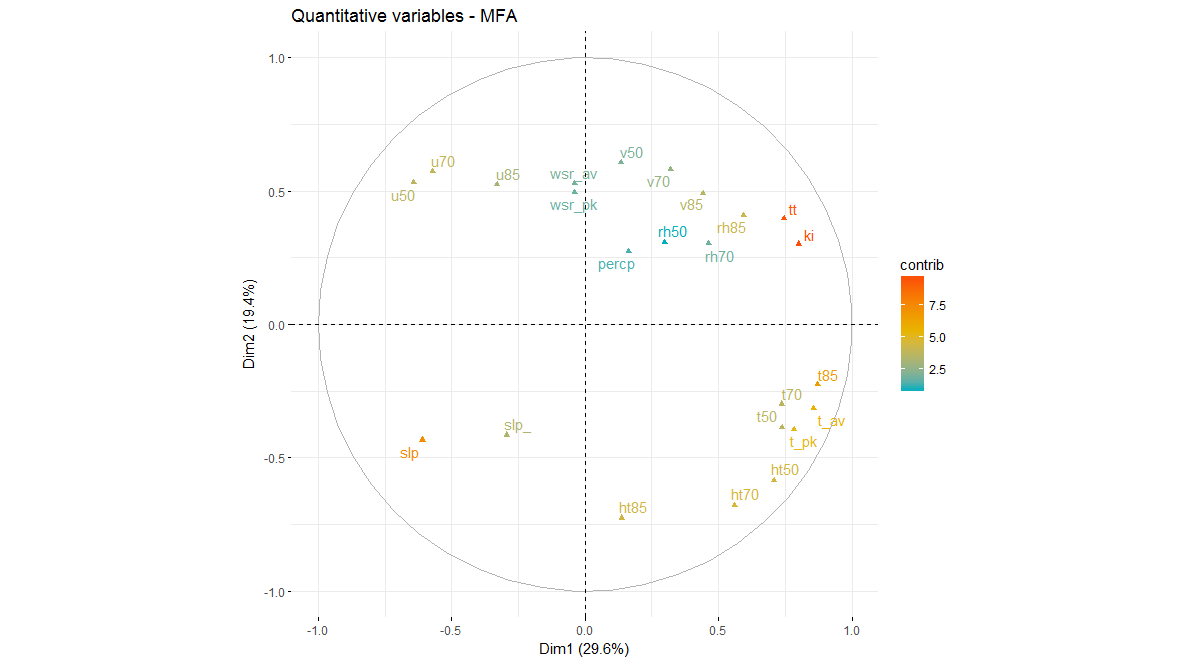 Quantitative variables - MFA
1.0
0.5
0.0
-0.5
-1.0
Dim2 (19.4%)
u70
u50
u85
wsr_av
wsr_pk
v50
v70
v85
rh85
rh50
rh70
percp
tt
ki
t85
t70
t50
t_av
t_pk
ht50
ht70
ht85
slp_
slp
-1.0
-0.5
0.0
0.5
1.0
Dim1 (29.6%)
contrib
7.5
5.0
2.5